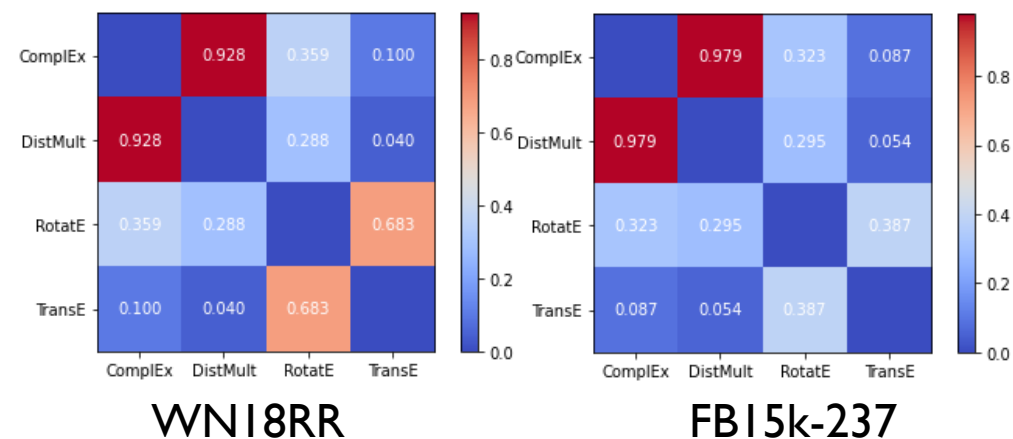 ComplEx 0.928 0.359 0.100
DistMult 0.928 0.288 0.040
RotatE 0.359 0.288 0.683
TransE 0.100 0.040 0.683
ComplEx DistMult RotatE TransE
0.8
0.6
0.4
0.2
0.0
WN18RR
ComplEx 0.979 0.323 0.087
DistMult 0.979 0.295 0.054
RotatE 0.323 0.295 0.387
TransE 0.087 0.054 0.387
ComplEx DistMult RotatE TransE
0.8
0.6
0.4
0.2
0.0
FB15k-237